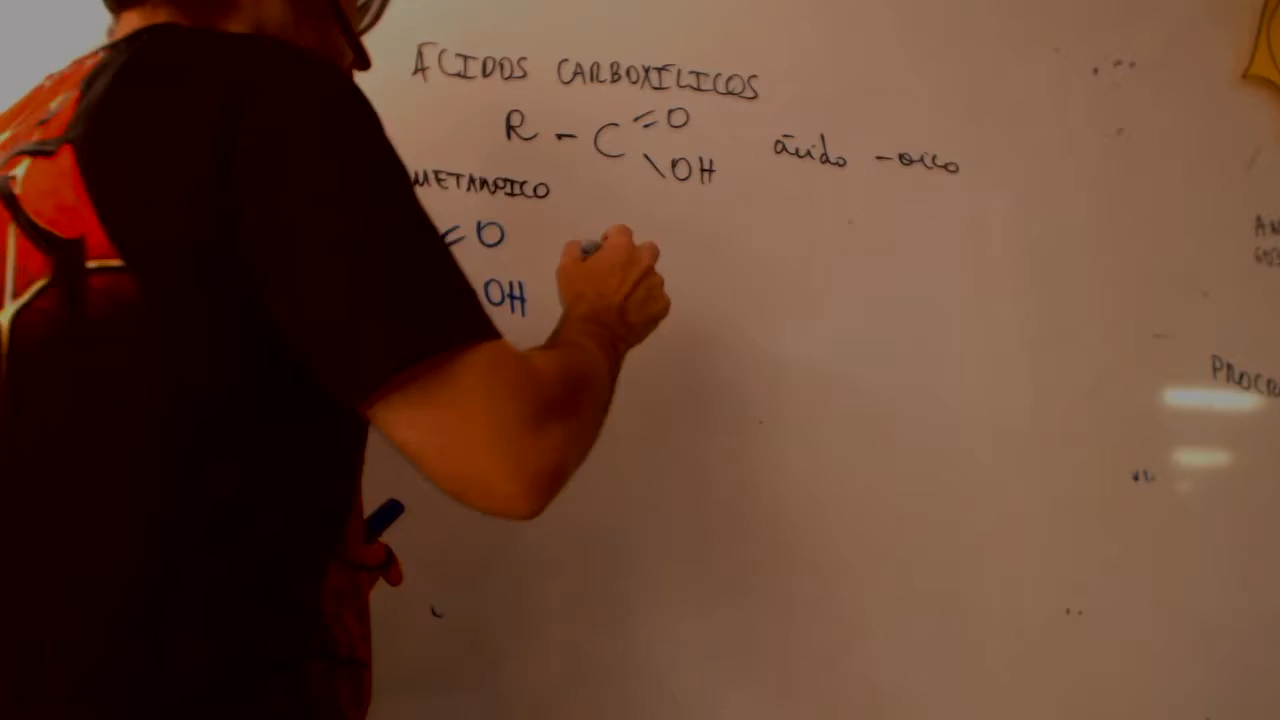 ÁCIDOS CARBOXÍLICOS
R - C =O \OH ácido -oico
METANOICO
=O
OH